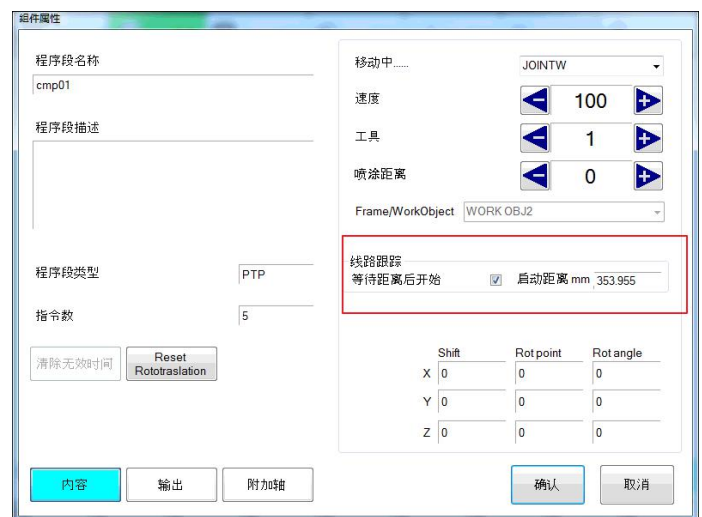 组件属性
程序段名称
cmp01
程序段描述
程序段类型
PTP
指令数
5
清除无效时间
Reset
Rototraslation
移动中......
JOINTW
速度
100
工具
1
喷涂距离
0
Frame/WorkObject
WORK OBJ2
线路跟踪
等待距离后开始
启动距离 mm
353.955
Shift Rot point Rot angle
X 0 0 0
Y 0 0 0
Z 0 0 0
内容
输出
附加轴
确认
取消